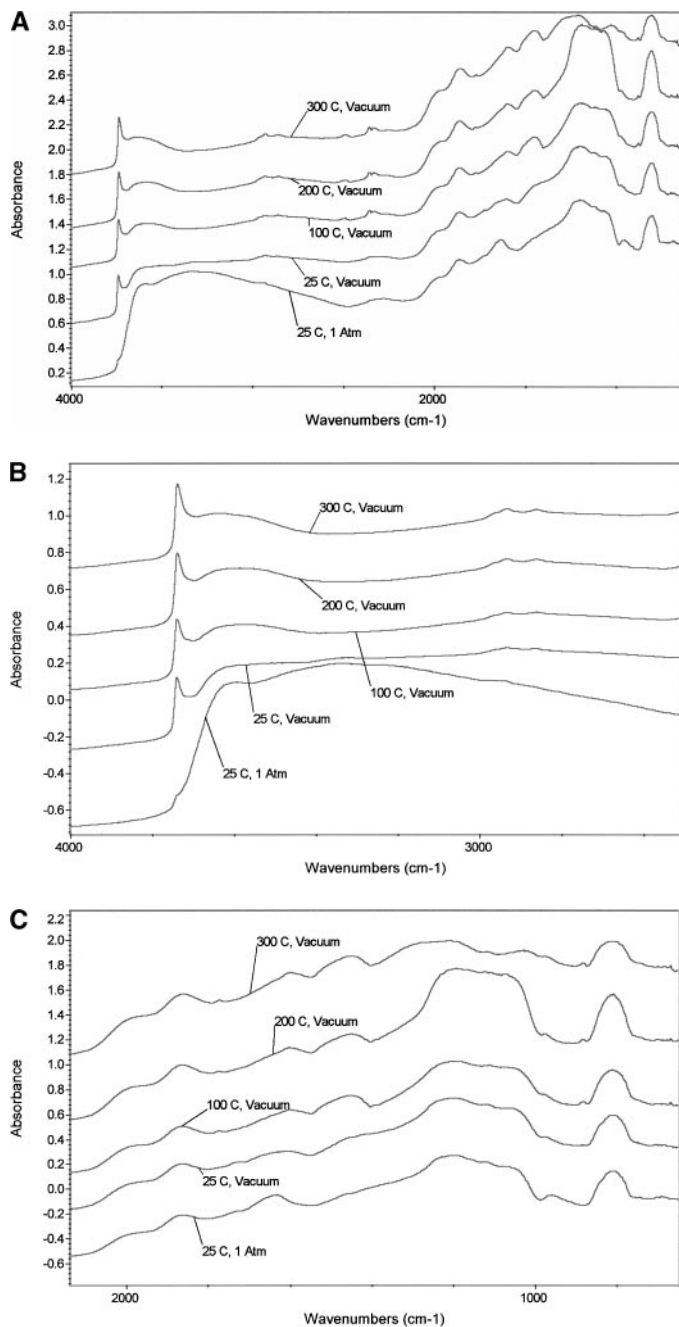 A
3.0
2.8
2.6
2.4
2.2
2.0
1.8
1.6
1.4
1.2
1.0
0.8
0.6
0.4
0.2
Absorbance
300 C, Vacuum
200 C, Vacuum
100 C, Vacuum
25 C, Vacuum
25 C, 1 Atm
4000
2000
Wavenumbers (cm-1)
B
1.2
1.0
0.8
0.6
0.4
0.2
0.0
-0.2
-0.4
-0.6
Absorbance
300 C, Vacuum
200 C, Vacuum
100 C, Vacuum
25 C, Vacuum
25 C, 1 Atm
4000
3000
Wavenumbers (cm-1)
C
2.2
2.0
1.8
1.6
1.4
1.2
1.0
0.8
0.6
0.4
0.2
0.0
-0.2
-0.4
-0.6
Absorbance
300 C, Vacuum
200 C, Vacuum
100 C, Vacuum
25 C, Vacuum
25 C, 1 Atm
2000
1000
Wavenumbers (cm-1)